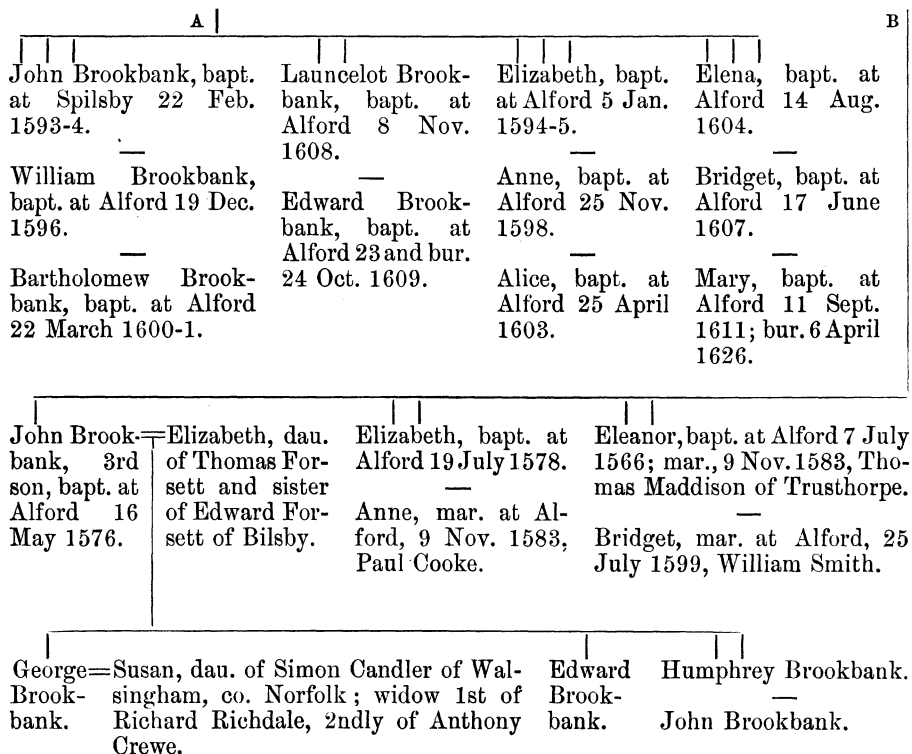 A
B
John Brookbank, bapt.
at Spilsby 22 Feb.
1593-4.
—
William Brookbank,
bapt. at Alford 19 Dec.
1596.
—
Bartholomew Brook-
bank, bapt. at Alford
22 March 1600-1.
Launcelot Brook-
bank, bapt. at
Alford 8 Nov.
1608.
—
Edward Brook-
bank, bapt. at
Alford 23 and bur.
24 Oct. 1609.
Elizabeth, bapt.
at Alford 5 Jan.
1594-5.
—
Anne, bapt. at
Alford 25 Nov.
1598.
—
Alice, bapt. at
Alford 25 April
1603.
Elena, bapt. at
Alford 14 Aug.
1604.
—
Bridget, bapt. at
Alford 17 June
1607.
—
Mary, bapt. at
Alford 11 Sept.
1611; bur. 6 April
1626.
John Brook-
bank, 3rd
son, bapt. at
Alford 16
May 1576.
=Elizabeth, dau.
of Thomas For-
sett and sister
of Edward For-
sett of Bilsby.
Elizabeth, bapt. at
Alford 19 July 1578.
—
Anne, mar. at Al-
ford, 9 Nov. 1583,
Paul Cooke.
Eleanor, bapt. at Alford 7 July
1566; mar., 9 Nov. 1583, Tho-
mas Maddison of Trusthorpe.
—
Bridget, mar. at Alford, 25
July 1599, William Smith.
George=
Brook-
bank.
Susan, dau. of Simon Candler of Wal-
singham, co. Norfolk; widow 1st of
Richard Richdale, 2ndly of Anthony
Crewe.
Edward
Brook-
bank.
Humphrey Brookbank.
—
John Brookbank.